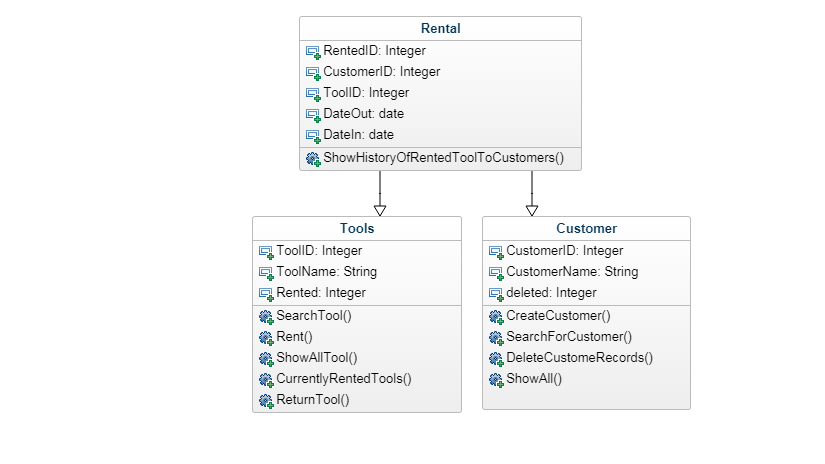 Rental
RentedID: Integer
CustomerID: Integer
ToolID: Integer
DateOut: date
DateIn: date
ShowHistoryOfRentedToolToCustomers()
Tools
ToolID: Integer
ToolName: String
Rented: Integer
SearchTool()
Rent()
ShowAllTool()
CurrentlyRentedTools()
ReturnTool()
Customer
CustomerID: Integer
CustomerName: String
deleted: Integer
CreateCustomer()
SearchForCustomer()
DeleteCustomeRecords()
ShowAll()